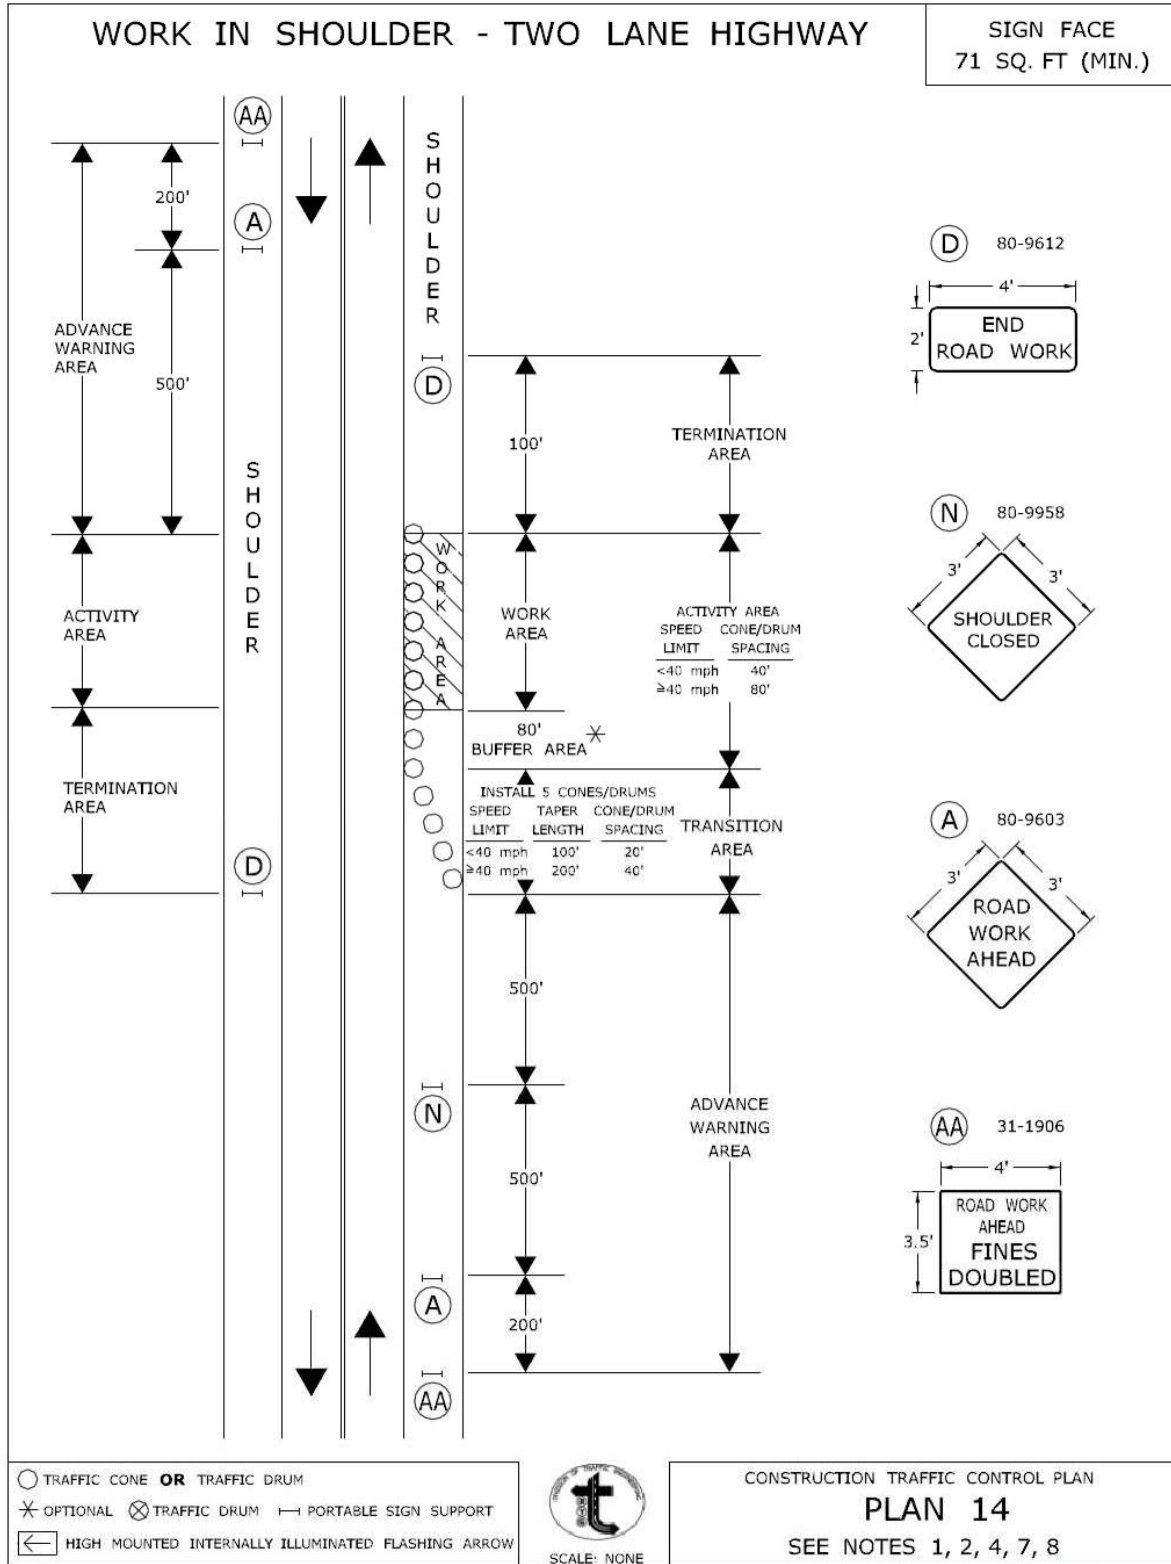 WORK IN SHOULDER - TWO LANE HIGHWAY
SIGN FACE
71 SQ. FT (MIN.)
AA
200'
A
ADVANCE
WARNING
AREA
500'
SHOULDER
ACTIVITY
AREA
TERMINATION
AREA
D
SHOULDER
D
100'
TERMINATION
AREA
WORK AREA
WORK
AREA
ACTIVITY AREA
SPEED CONE/DRUM
LIMIT SPACING
<40 mph 40'
≥40 mph 80'
80'
BUFFER AREA *
INSTALL 5 CONES/DRUMS
SPEED TAPER CONE/DRUM
LIMIT LENGTH SPACING
<40 mph 100' 20'
≥40 mph 200' 40'
TRANSITION
AREA
500'
N
500'
ADVANCE
WARNING
AREA
A
200'
AA
D 80-9612
4'
2'
END
ROAD WORK
N 80-9958
3' 3'
SHOULDER
CLOSED
A 80-9603
3' 3'
ROAD
WORK
AHEAD
AA 31-1906
4'
3.5'
ROAD WORK
AHEAD
FINES
DOUBLED
TRAFFIC CONE OR TRAFFIC DRUM
* OPTIONAL TRAFFIC DRUM PORTABLE SIGN SUPPORT
HIGH MOUNTED INTERNALLY ILLUMINATED FLASHING ARROW
DIVISION OF TRAFFIC ENGINEERING
SCALE: NONE
CONSTRUCTION TRAFFIC CONTROL PLAN
PLAN 14
SEE NOTES 1, 2, 4, 7, 8